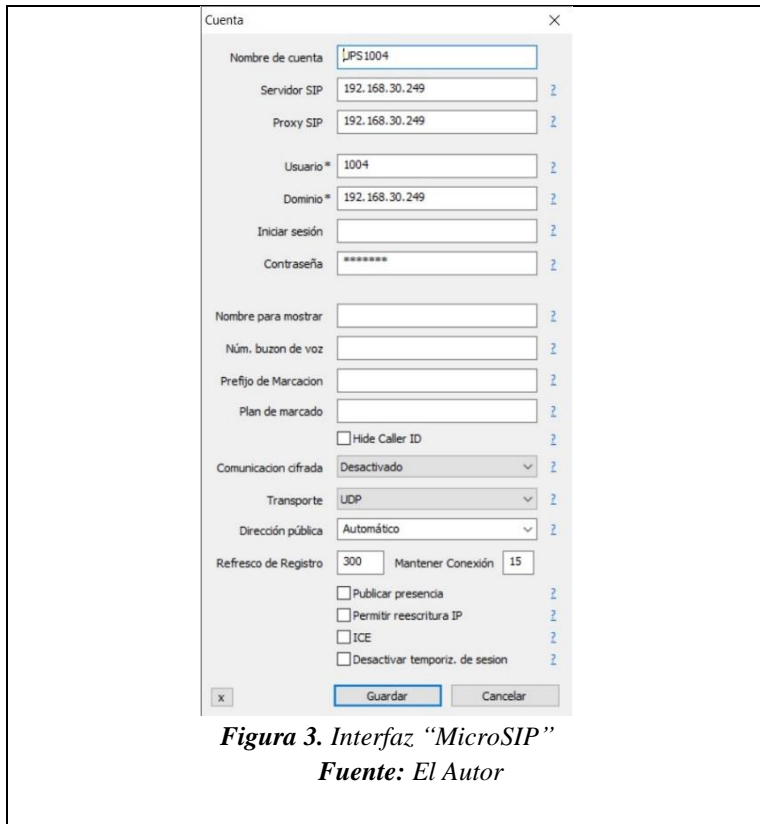 Cuenta
Nombre de cuenta UPS1004
Servidor SIP 192.168.30.249 ?
Proxy SIP 192.168.30.249 ?
Usuario* 1004 ?
Dominio* 192.168.30.249 ?
Iniciar sesión ?
Contraseña ******* ?
Nombre para mostrar ?
Núm. buzon de voz ?
Prefijo de Marcacion ?
Plan de marcado ?
Hide Caller ID ?
Comunicacion cifrada Desactivado ?
Transporte UDP ?
Dirección pública Automático ?
Refresco de Registro 300 Mantener Conexión 15
Publicar presencia ?
Permitir reescritura IP ?
ICE ?
Desactivar temporiz. de sesion ?
x Guardar Cancelar
Figura 3. Interfaz “MicroSIP”
Fuente: El Autor